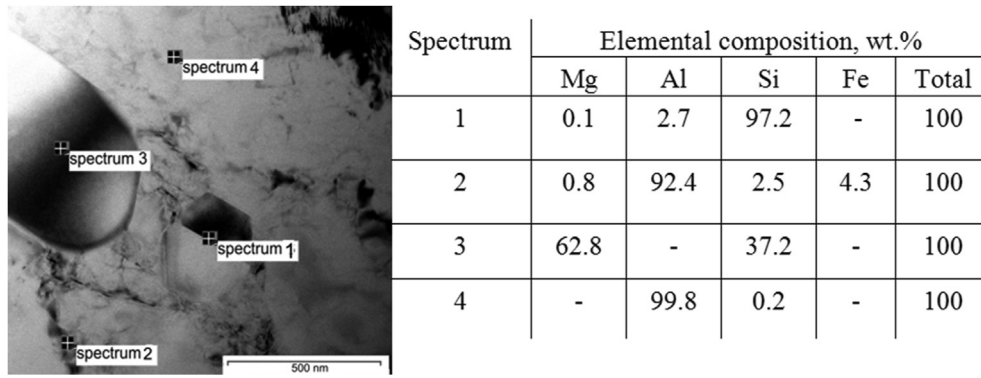 spectrum 4
spectrum 3
spectrum 1
spectrum 2
500 nm
Spectrum Elemental composition, wt.%
Mg Al Si Fe Total
1 0.1 2.7 97.2 - 100
2 0.8 92.4 2.5 4.3 100
3 62.8 - 37.2 - 100
4 - 99.8 0.2 - 100